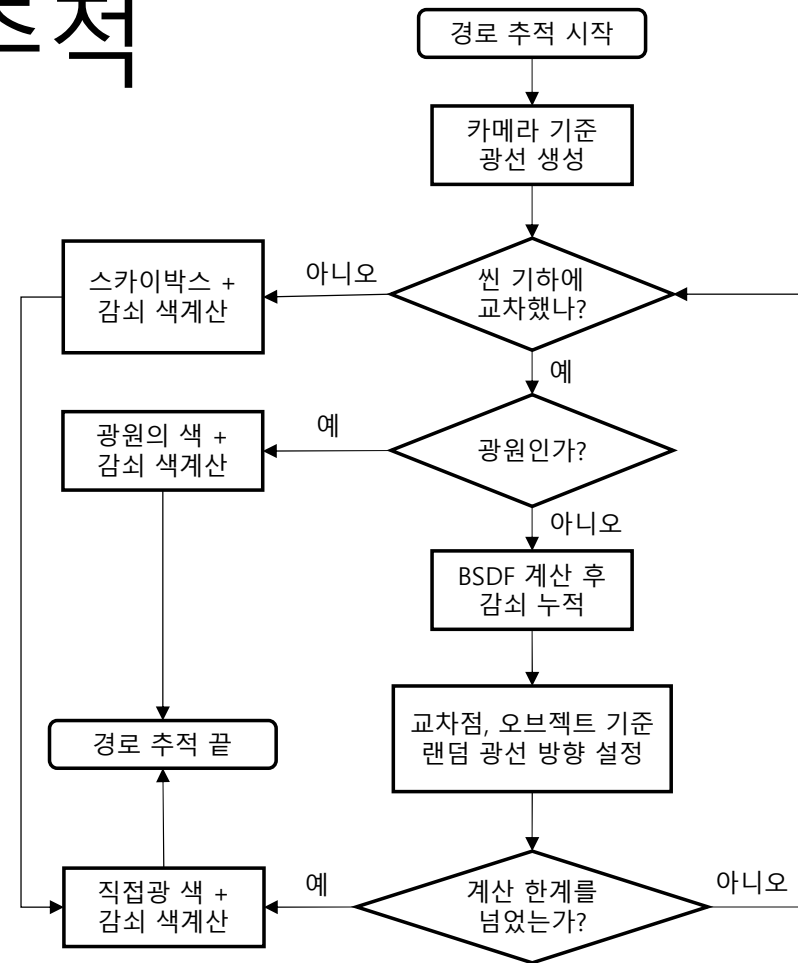 추적
경로 추적 시작
카메라 기준
광선 생성
씬 기하에
교차했나?
아니오
스카이박스 +
감쇠 색계산
예
광원인가?
예
광원의 색 +
감쇠 색계산
아니오
BSDF 계산 후
감쇠 누적
교차점, 오브젝트 기준
랜덤 광선 방향 설정
경로 추적 끝
계산 한계를
넘었는가?
예
아니오
직접광 색 +
감쇠 색계산